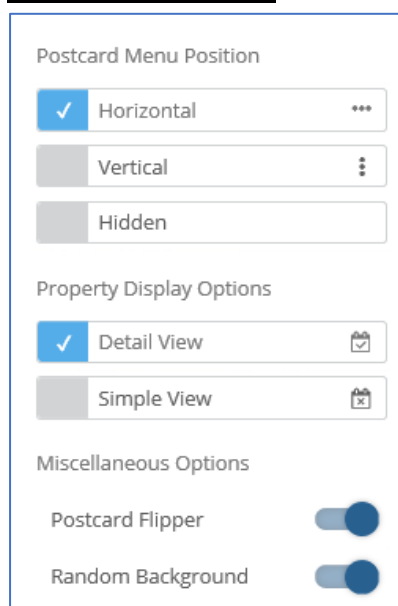 Postcard Menu Position
Horizontal
Vertical
Hidden
Property Display Options
Detail View
Simple View
Miscellaneous Options
Postcard Flipper
Random Background